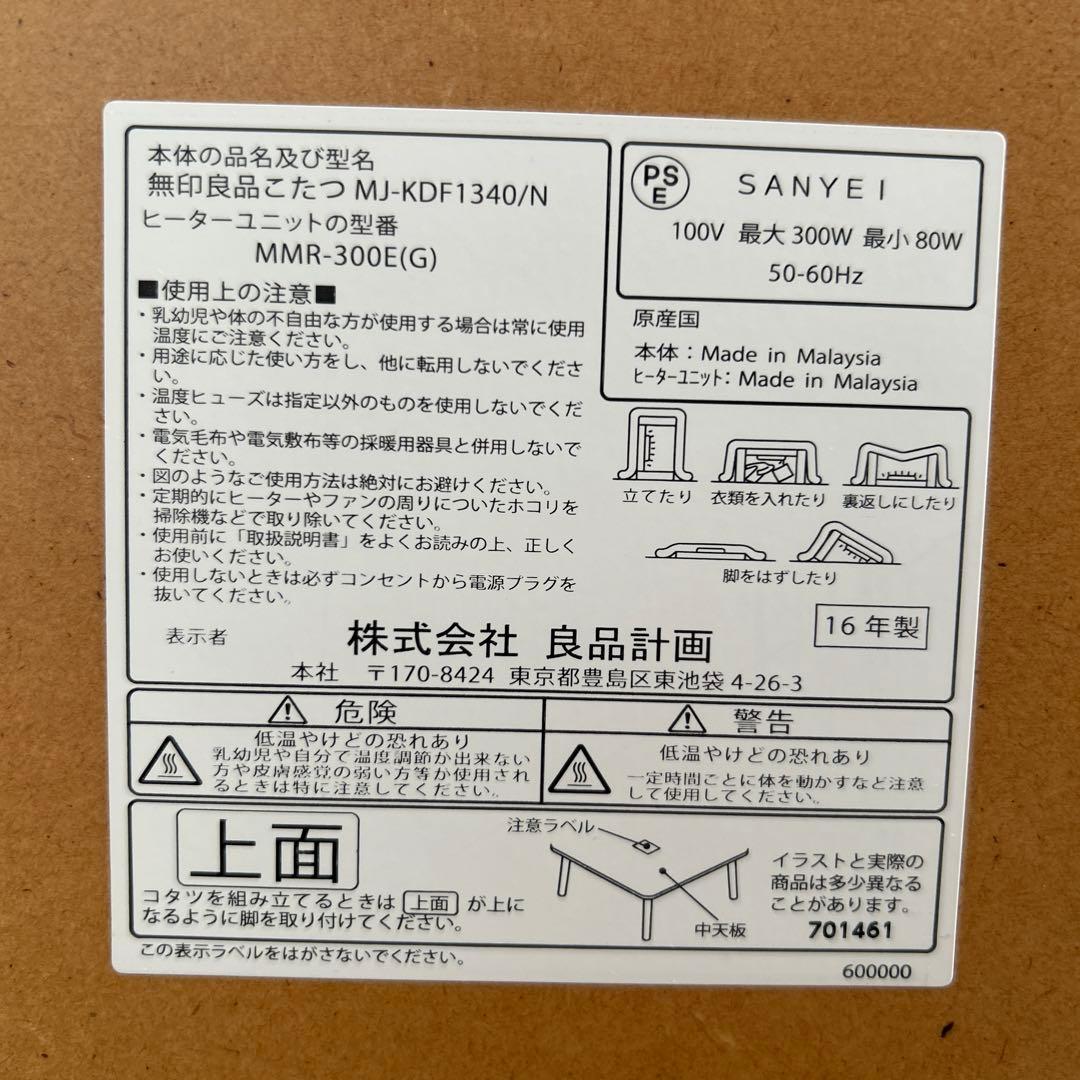 本体の品名及び型名
無印良品こたつ MJ-KDF1340/N
ヒーターユニットの型番
MMR-300E(G)
■使用上の注意■
・乳幼児や体の不自由な方が使用する場合は常に使用
温度にご注意ください。
・用途に応じた使い方をし、他に転用しないでくださ
い。
・温度ヒューズは指定以外のものを使用しないでくだ
さい。
・電気毛布や電気敷布等の採暖用器具と併用しないで
ください。
・図のようなご使用方法は絶対にお避けください。
・定期的にヒーターやファンの周りについたホコリを
掃除機などで取り除いてください。
・使用前に「取扱説明書」をよくお読みの上、正しく
お使いください。
・使用しないときは必ずコンセントから電源プラグを
抜いてください。
PS
E
SANYEI
100V 最大 300W 最小 80W
50-60Hz
原産国
本体：Made in Malaysia
ヒーターユニット：Made in Malaysia
立てたり 衣類を入れたり 裏返しにしたり
脚をはずしたり
16 年製
表示者 株式会社 良品計画
本社 〒170-8424 東京都豊島区東池袋 4-26-3
危険
低温やけどの恐れあり
乳幼児や自分で温度調節が出来ない
方や皮膚感覚の弱い方等が使用され
るときは特に注意してください。
警告
低温やけどの恐れあり
一定時間ごとに体を動かすなど注意
して使用してください。
上面
コタツを組み立てるときは 上面 が上に
なるように脚を取り付けてください。
注意ラベル
中天板
イラストと実際の
商品は多少異なる
ことがあります。
701461
この表示ラベルをはがさないでください。
600000